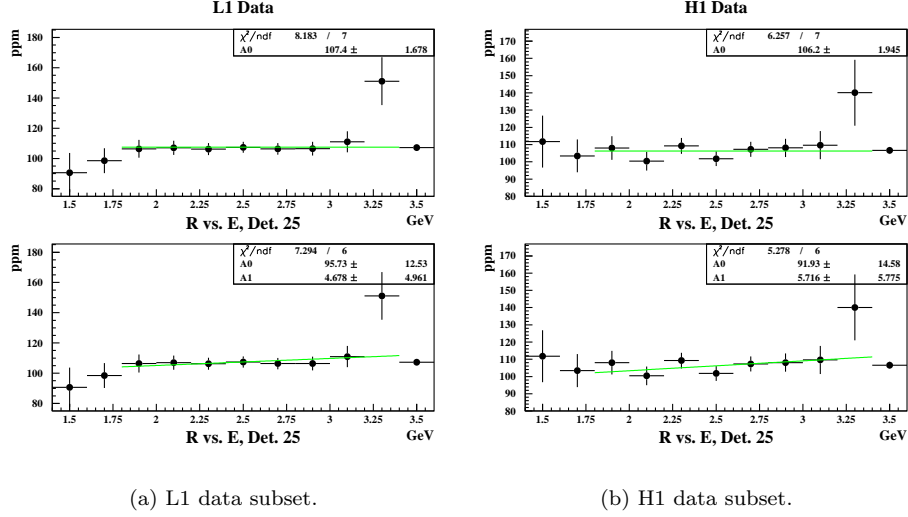 L1 Data
ppm
180
160
140
120
100
80
χ²/ndf 8.183 / 7
A0 107.4 ± 1.678
1.5 1.75 2 2.25 2.5 2.75 3 3.25 3.5
R vs. E, Det. 25 GeV
ppm
180
160
140
120
100
80
χ²/ndf 7.294 / 6
A0 95.73 ± 12.53
A1 4.678 ± 4.961
1.5 1.75 2 2.25 2.5 2.75 3 3.25 3.5
R vs. E, Det. 25 GeV
(a) L1 data subset.
H1 Data
ppm
170
160
150
140
130
120
110
100
90
80
χ²/ndf 6.257 / 7
A0 106.2 ± 1.945
1.5 1.75 2 2.25 2.5 2.75 3 3.25 3.5
R vs. E, Det. 25 GeV
ppm
170
160
150
140
130
120
110
100
90
80
χ²/ndf 5.278 / 6
A0 91.93 ± 14.58
A1 5.716 ± 5.775
1.5 1.75 2 2.25 2.5 2.75 3 3.25 3.5
R vs. E, Det. 25 GeV
(b) H1 data subset.